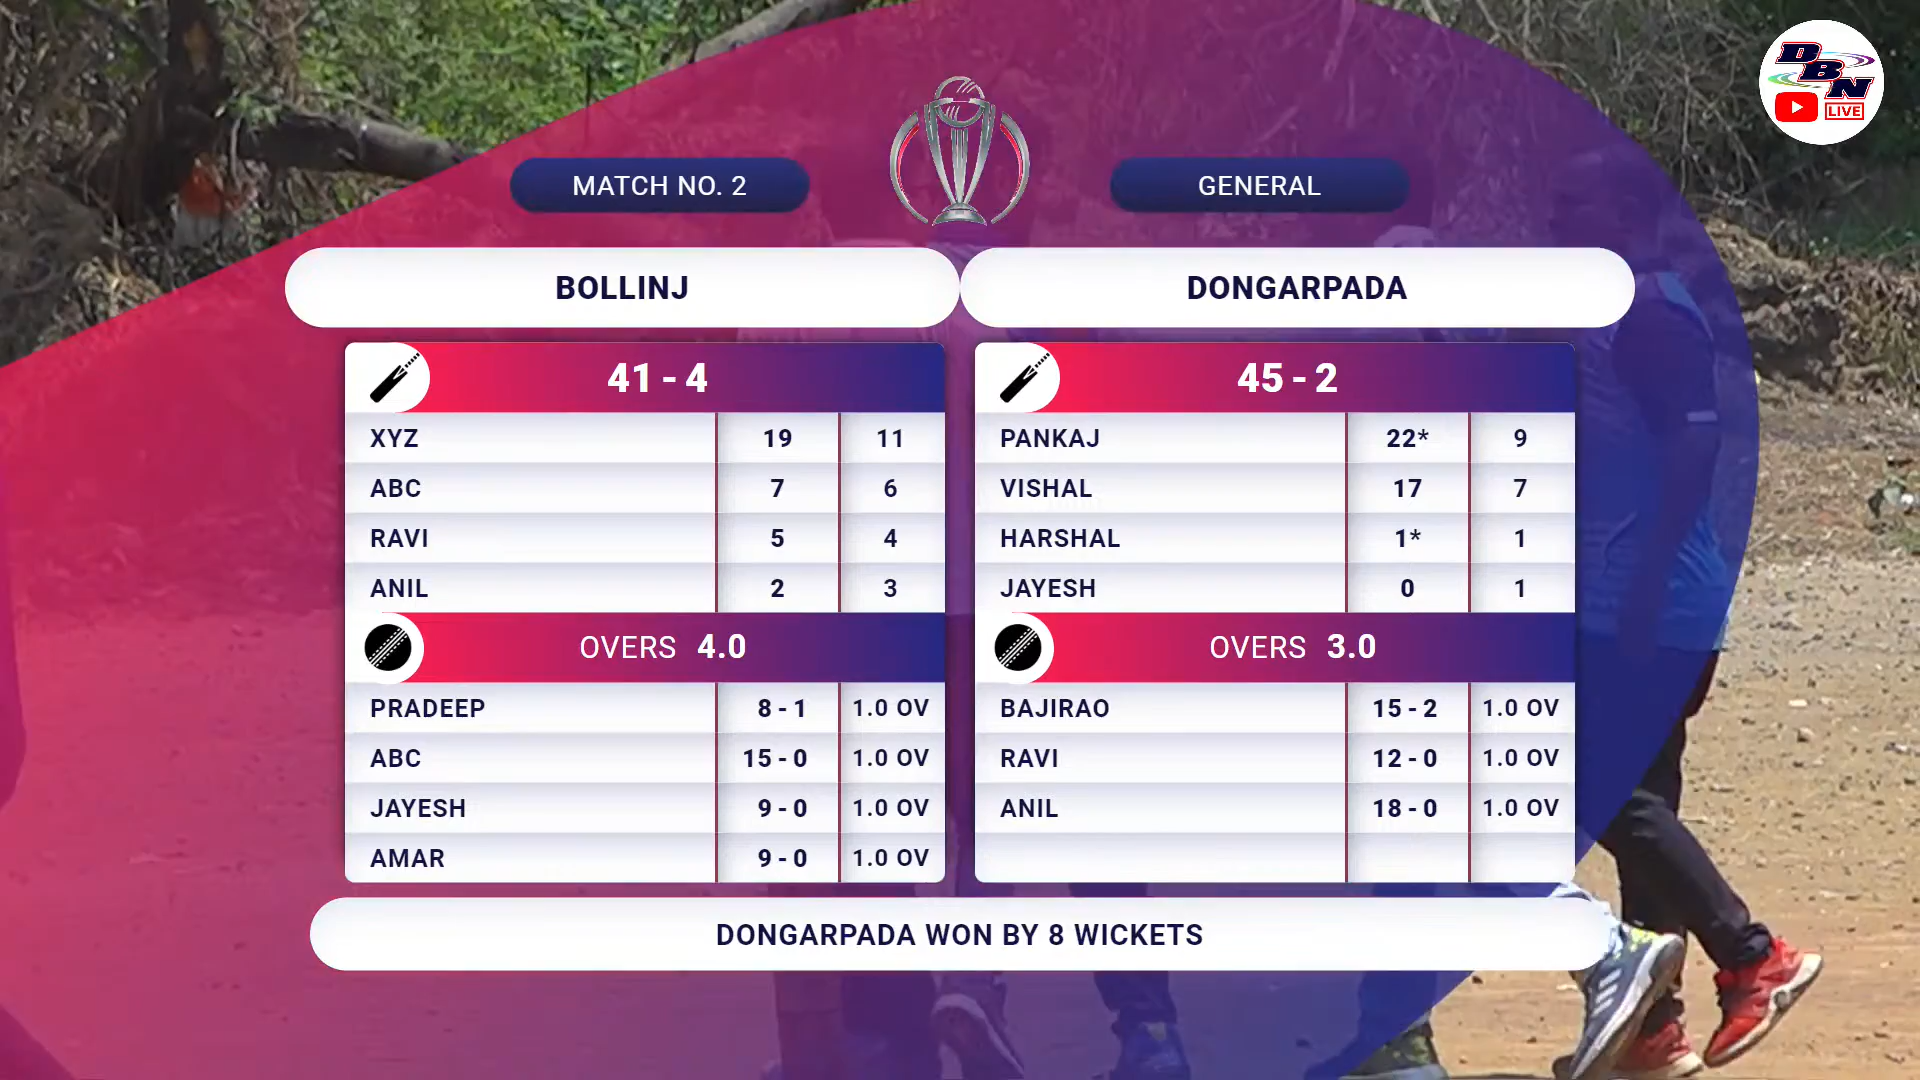 DBN
LIVE
MATCH NO. 2
GENERAL
BOLLINJ
DONGARPADA
41 - 4
XYZ 19 11
ABC 7 6
RAVI 5 4
ANIL 2 3
OVERS 4.0
PRADEEP 8 - 1 1.0 OV
ABC 15 - 0 1.0 OV
JAYESH 9 - 0 1.0 OV
AMAR 9 - 0 1.0 OV
45 - 2
PANKAJ 22* 9
VISHAL 17 7
HARSHAL 1* 1
JAYESH 0 1
OVERS 3.0
BAJIRAO 15 - 2 1.0 OV
RAVI 12 - 0 1.0 OV
ANIL 18 - 0 1.0 OV
DONGARPADA WON BY 8 WICKETS